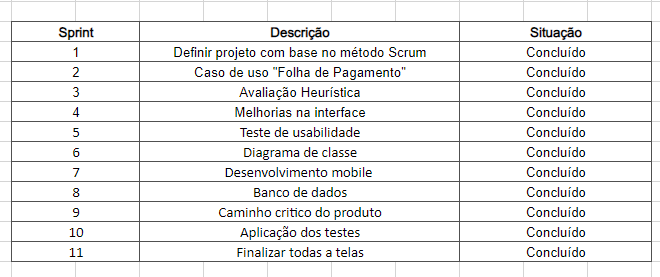 Sprint Descrição Situação
1 Definir projeto com base no método Scrum Concluído
2 Caso de uso "Folha de Pagamento" Concluído
3 Avaliação Heurística Concluído
4 Melhorias na interface Concluído
5 Teste de usabilidade Concluído
6 Diagrama de classe Concluído
7 Desenvolvimento mobile Concluído
8 Banco de dados Concluído
9 Caminho critico do produto Concluído
10 Aplicação dos testes Concluído
11 Finalizar todas a telas Concluído